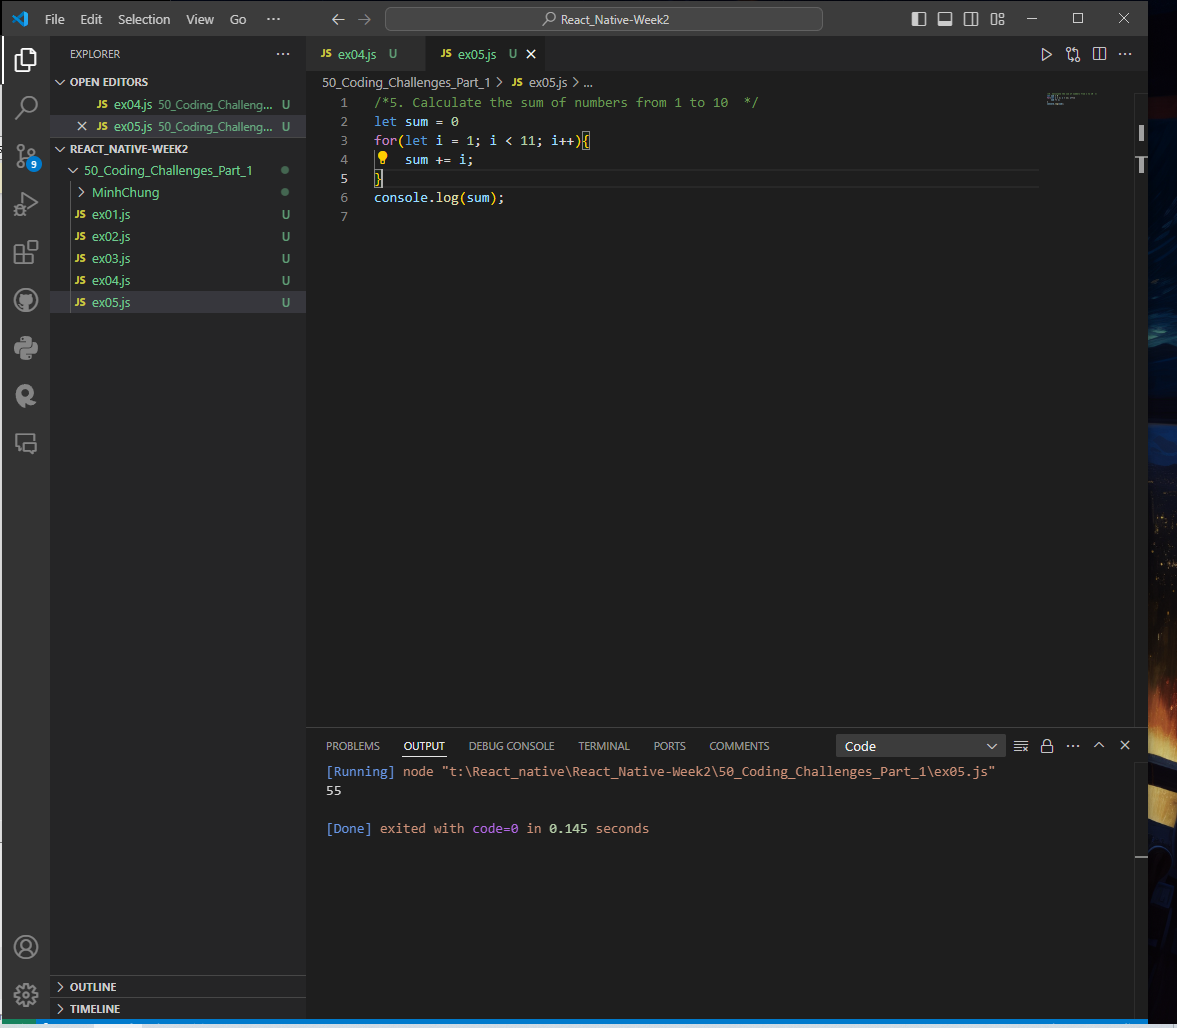 File Edit Selection View Go ···
React_Native-Week2
EXPLORER ···
OPEN EDITORS
JS ex04.js 50_Coding_Challeng... U
JS ex05.js 50_Coding_Challeng... U
REACT_NATIVE-WEEK2
50_Coding_Challenges_Part_1
MinhChung
JS ex01.js U
JS ex02.js U
JS ex03.js U
JS ex04.js U
JS ex05.js U
OUTLINE
TIMELINE
9
JS ex04.js U
JS ex05.js U
50_Coding_Challenges_Part_1 > JS ex05.js > ...
1 /*5. Calculate the sum of numbers from 1 to 10  */
2 let sum = 0
3 for(let i = 1; i < 11; i++){
4     sum += i;
5 }
6 console.log(sum);
7
PROBLEMS OUTPUT DEBUG CONSOLE TERMINAL PORTS COMMENTS
Code
[Running] node "t:\React_native\React_Native-Week2\50_Coding_Challenges_Part_1\ex05.js"
55
[Done] exited with code=0 in 0.145 seconds